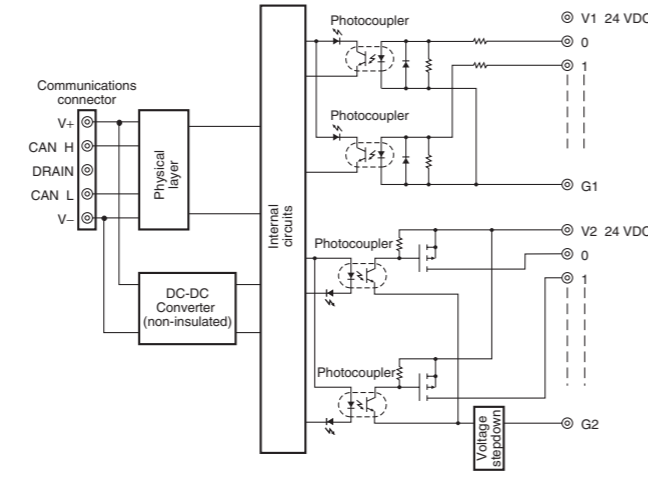 Communications
connector
V+
CAN H
DRAIN
CAN L
V−
Physical
layer
DC-DC
Converter
(non-insulated)
Internal
circuits
Photocoupler
Photocoupler
V1 24 VDC
0
1
G1
Photocoupler
Photocoupler
V2 24 VDC
0
1
Voltage
stepdown
G2